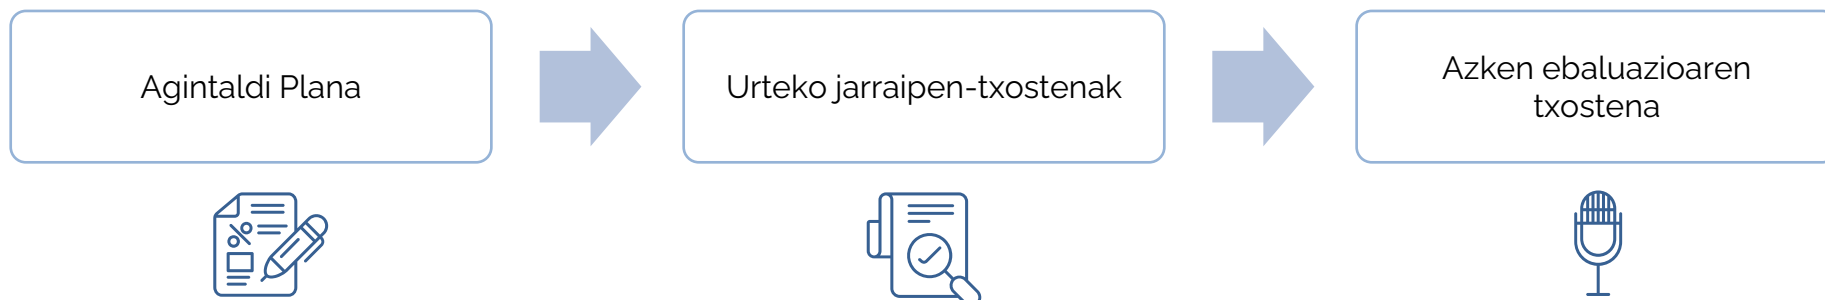 Agintaldi Plana
Urteko jarraipen-txostenak
Azken ebaluazioaren
txostena